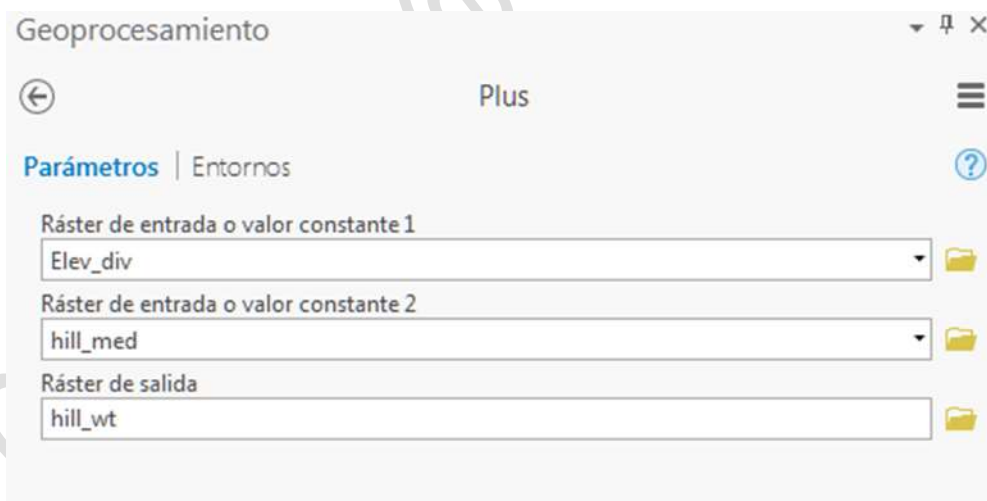 Geoprocesamiento
Plus
Parámetros | Entornos
Ráster de entrada o valor constante 1
Elev_div
Ráster de entrada o valor constante 2
hill_med
Ráster de salida
hill_wt